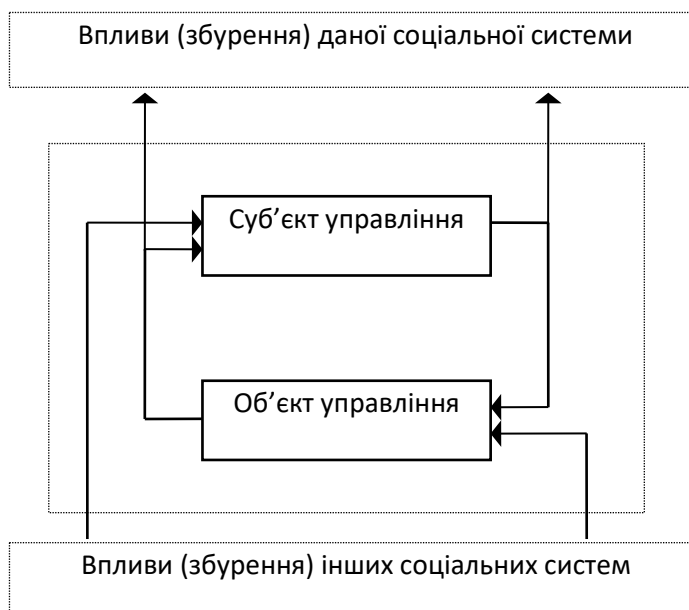 Впливи (збурення) даної соціальної системи
Суб’єкт управління
Об’єкт управління
Впливи (збурення) інших соціальних систем